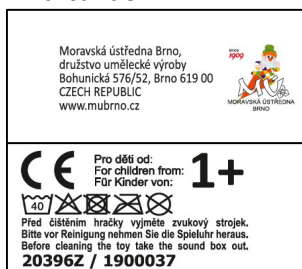 Moravská ústředna Brno,
družstvo umělecké výroby
Bohunická 576/52, Brno 619 00
CZECH REPUBLIC
www.mubrno.cz
since
1909
MORAVSKÁ ÚSTŘEDNA
BRNO
CE
Pro děti od:
For children from:
Für Kinder von:
1+
40
Před čištěním hračky vyjměte zvukový strojek.
Bitte vor Reinigung nehmen Sie die Spieluhr heraus.
Before cleaning the toy take the sound box out.
20396Z / 1900037